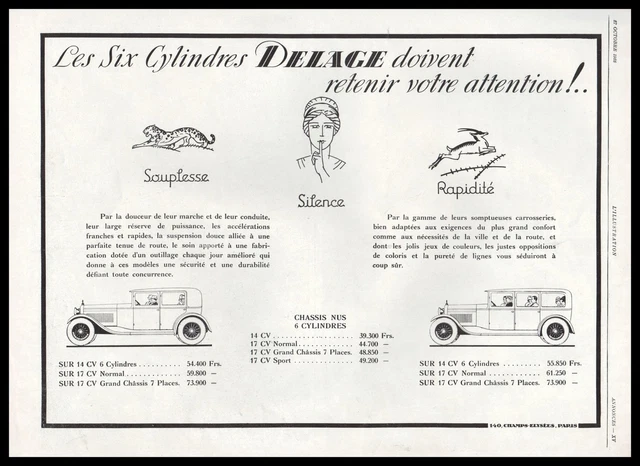 Les Six Cylindres DELAGE doivent
retenir votre attention!..
Souplesse
Silence
Rapidité
Par la douceur de leur marche et de leur conduite,
leur large réserve de puissance, les accélérations
franches et rapides, la suspension douce alliée à une
parfaite tenue de route, le soin apporté à une fabri-
cation dotée d'un outillage chaque jour amélioré qui
donne à ces modèles une sécurité et une durabilité
défiant toute concurrence.
Par la gamme de leurs somptueuses carrosseries,
bien adaptées aux exigences du plus grand confort
comme aux nécessités de la ville et de la route, et
dont les jolis jeux de couleurs, les justes oppositions
de coloris et la pureté de lignes vous séduiront à
coup sûr.
CHASSIS NUS
6 CYLINDRES
14 CV .................... 39.300 Frs.
17 CV Normal .............. 44.700 —
17 CV Grand Châssis 7 Places. 48.850 —
17 CV Sport ............... 49.200 —
SUR 14 CV 6 Cylindres .......... 54.400 Frs.
SUR 17 CV Normal .............. 59.800 —
SUR 17 CV Grand Châssis 7 Places. 73.900 —
SUR 14 CV 6 Cylindres .......... 55.850 Frs.
SUR 17 CV Normal .............. 61.250 —
SUR 17 CV Grand Châssis 7 Places. 73.900 —
140, CHAMPS-ELYSÉES, PARIS
27 OCTOBRE
L'ILLUSTRATION
ANNONCES — XV